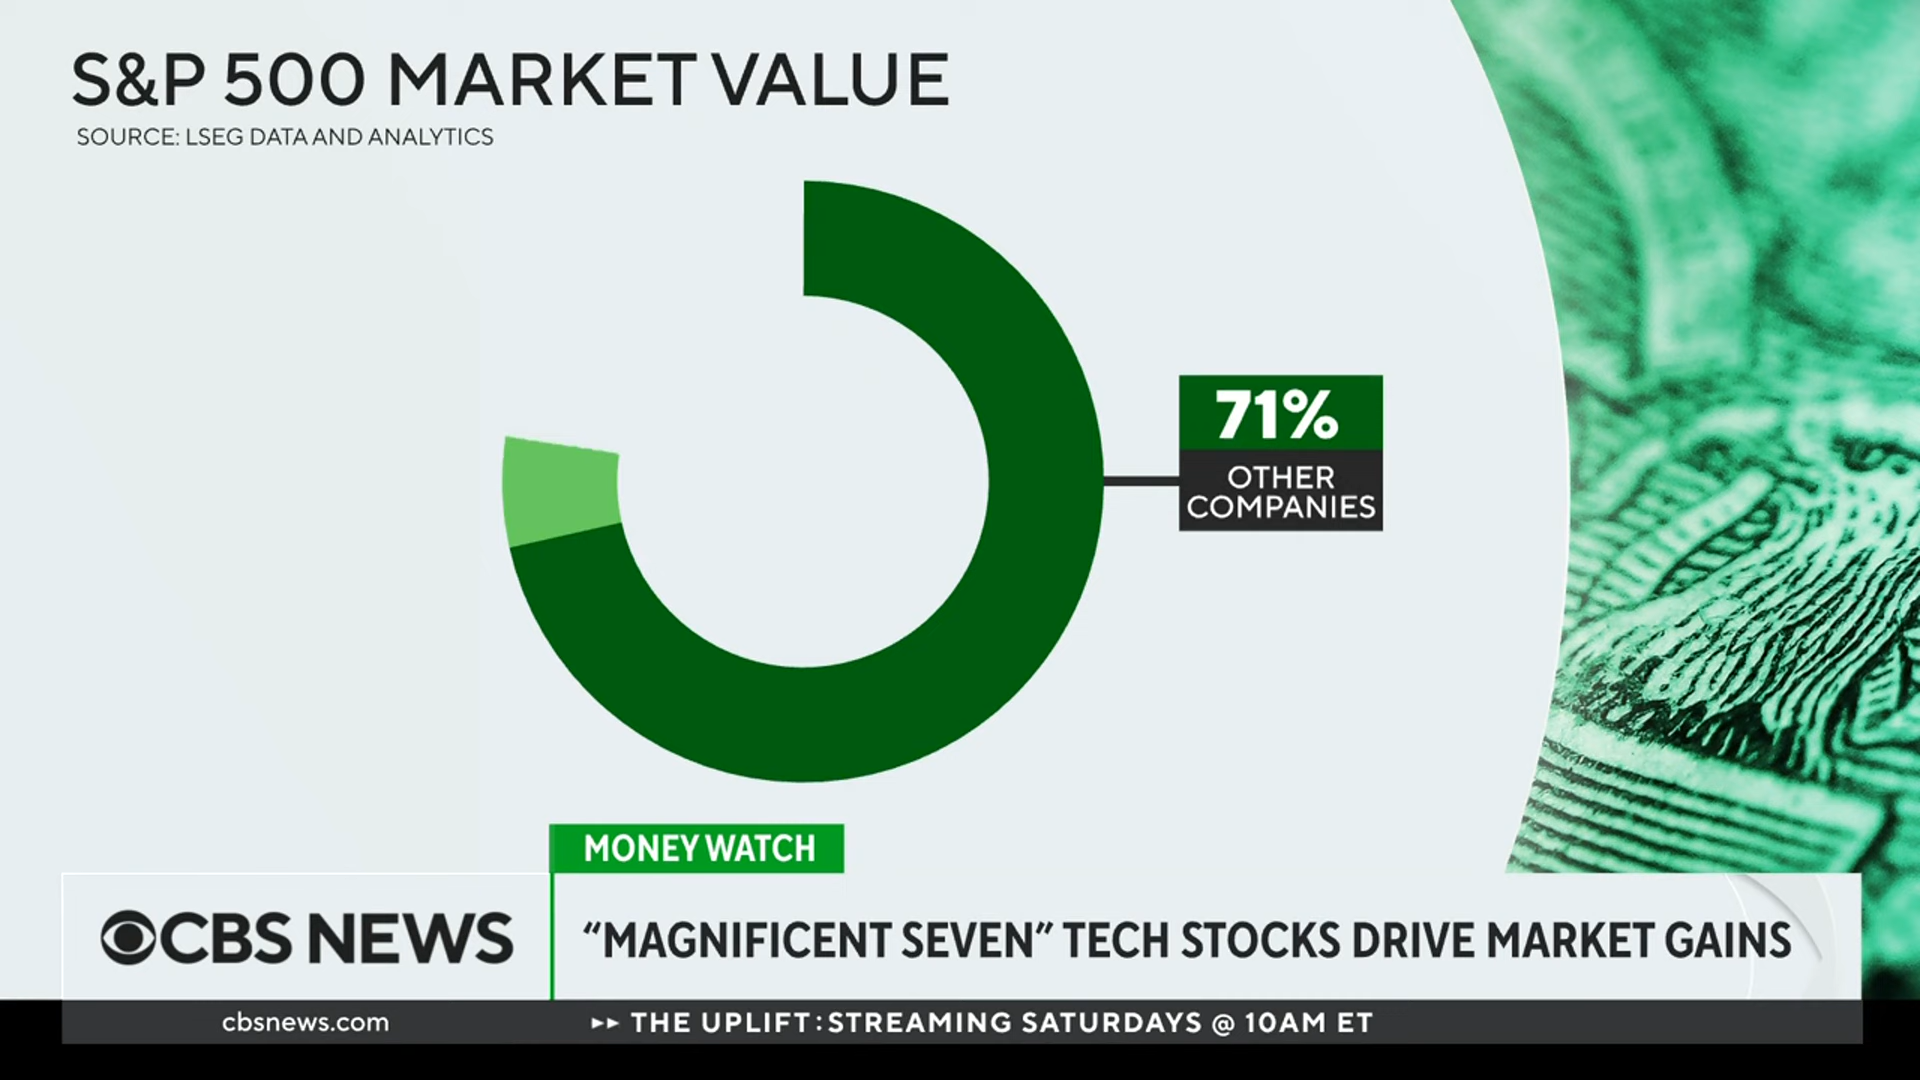 S&P 500 MARKET VALUE
SOURCE: LSEG DATA AND ANALYTICS
71%
OTHER
COMPANIES
MONEY WATCH
CBS NEWS
“MAGNIFICENT SEVEN” TECH STOCKS DRIVE MARKET GAINS
cbsnews.com
THE UPLIFT: STREAMING SATURDAYS @ 10AM ET